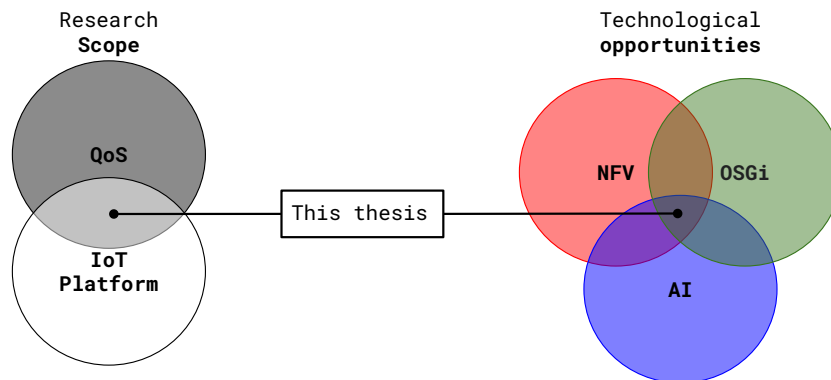 Research
Scope
Technological
opportunities
QoS
NFV
OSGi
This thesis
IoT
Platform
AI